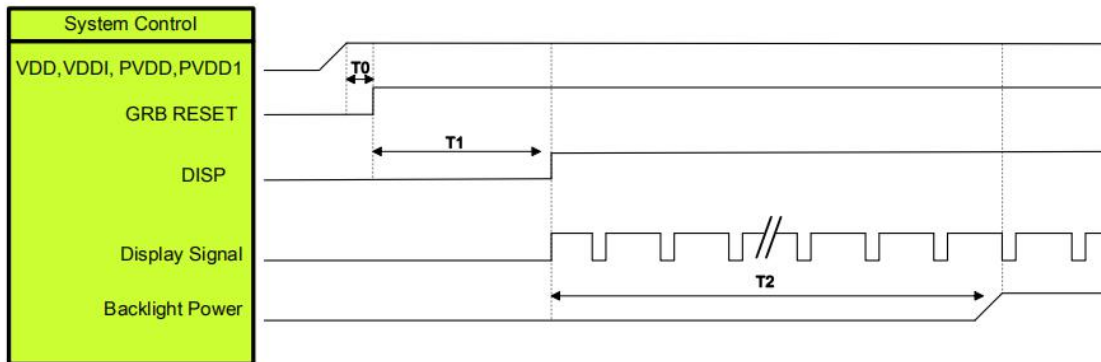 System Control
VDD,VDDI, PVDD,PVDD1
T0
GRB RESET
T1
DISP
Display Signal
T2
Backlight Power